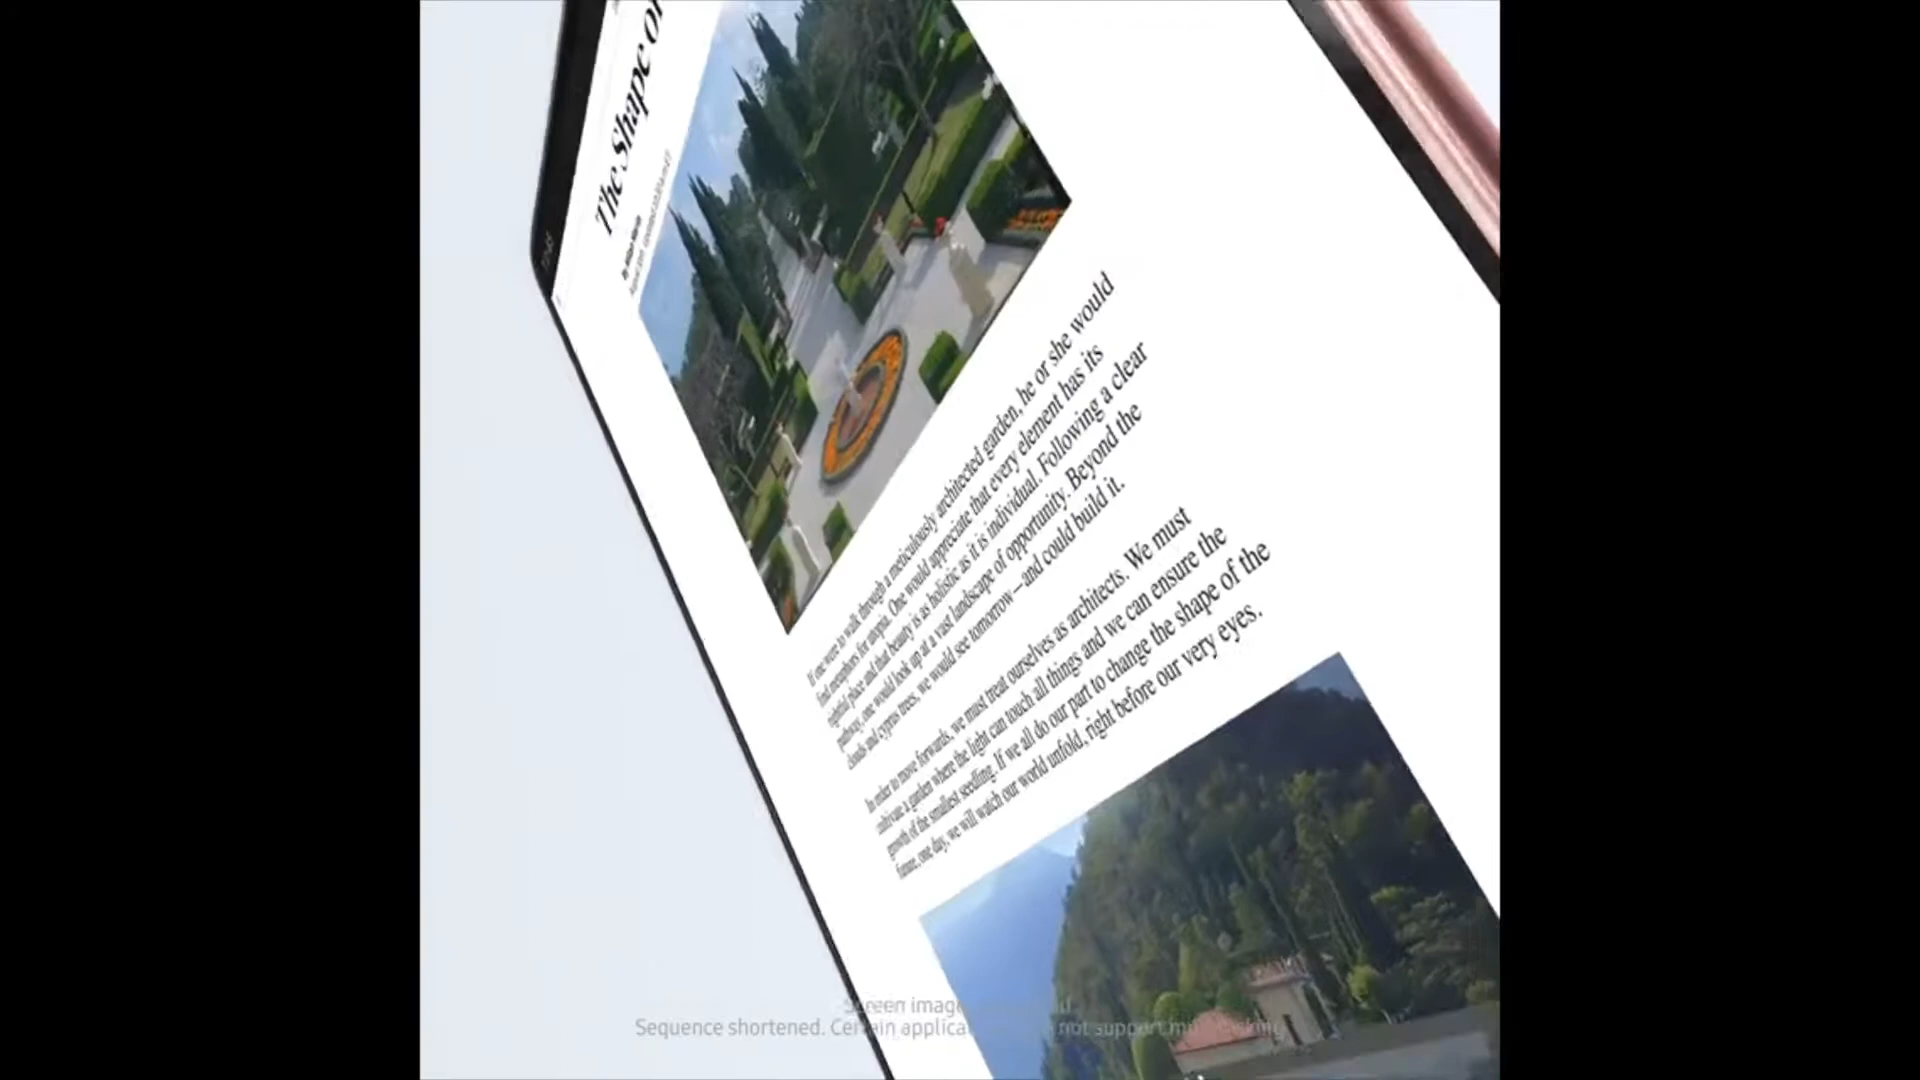 The Shape of
If one were to walk through a meticulously architected garden, he or she would
find metaphors for utopia. One would appreciate that every element has its
rightful place and that beauty is as holistic as it is individual. Following a clear
pathway, one would look up at a vast landscape of opportunity. Beyond the
clouds and cyprus trees, we would see tomorrow—and could build it.
In order to move forwards, we must treat ourselves as architects. We must
cultivate a garden where the light can touch all things and we can ensure the
growth of the smallest seedling. If we all do our part to change the shape of the
future, one day, we will watch our world unfold, right before our very eyes.
Screen image
Sequence shortened. Certain not support